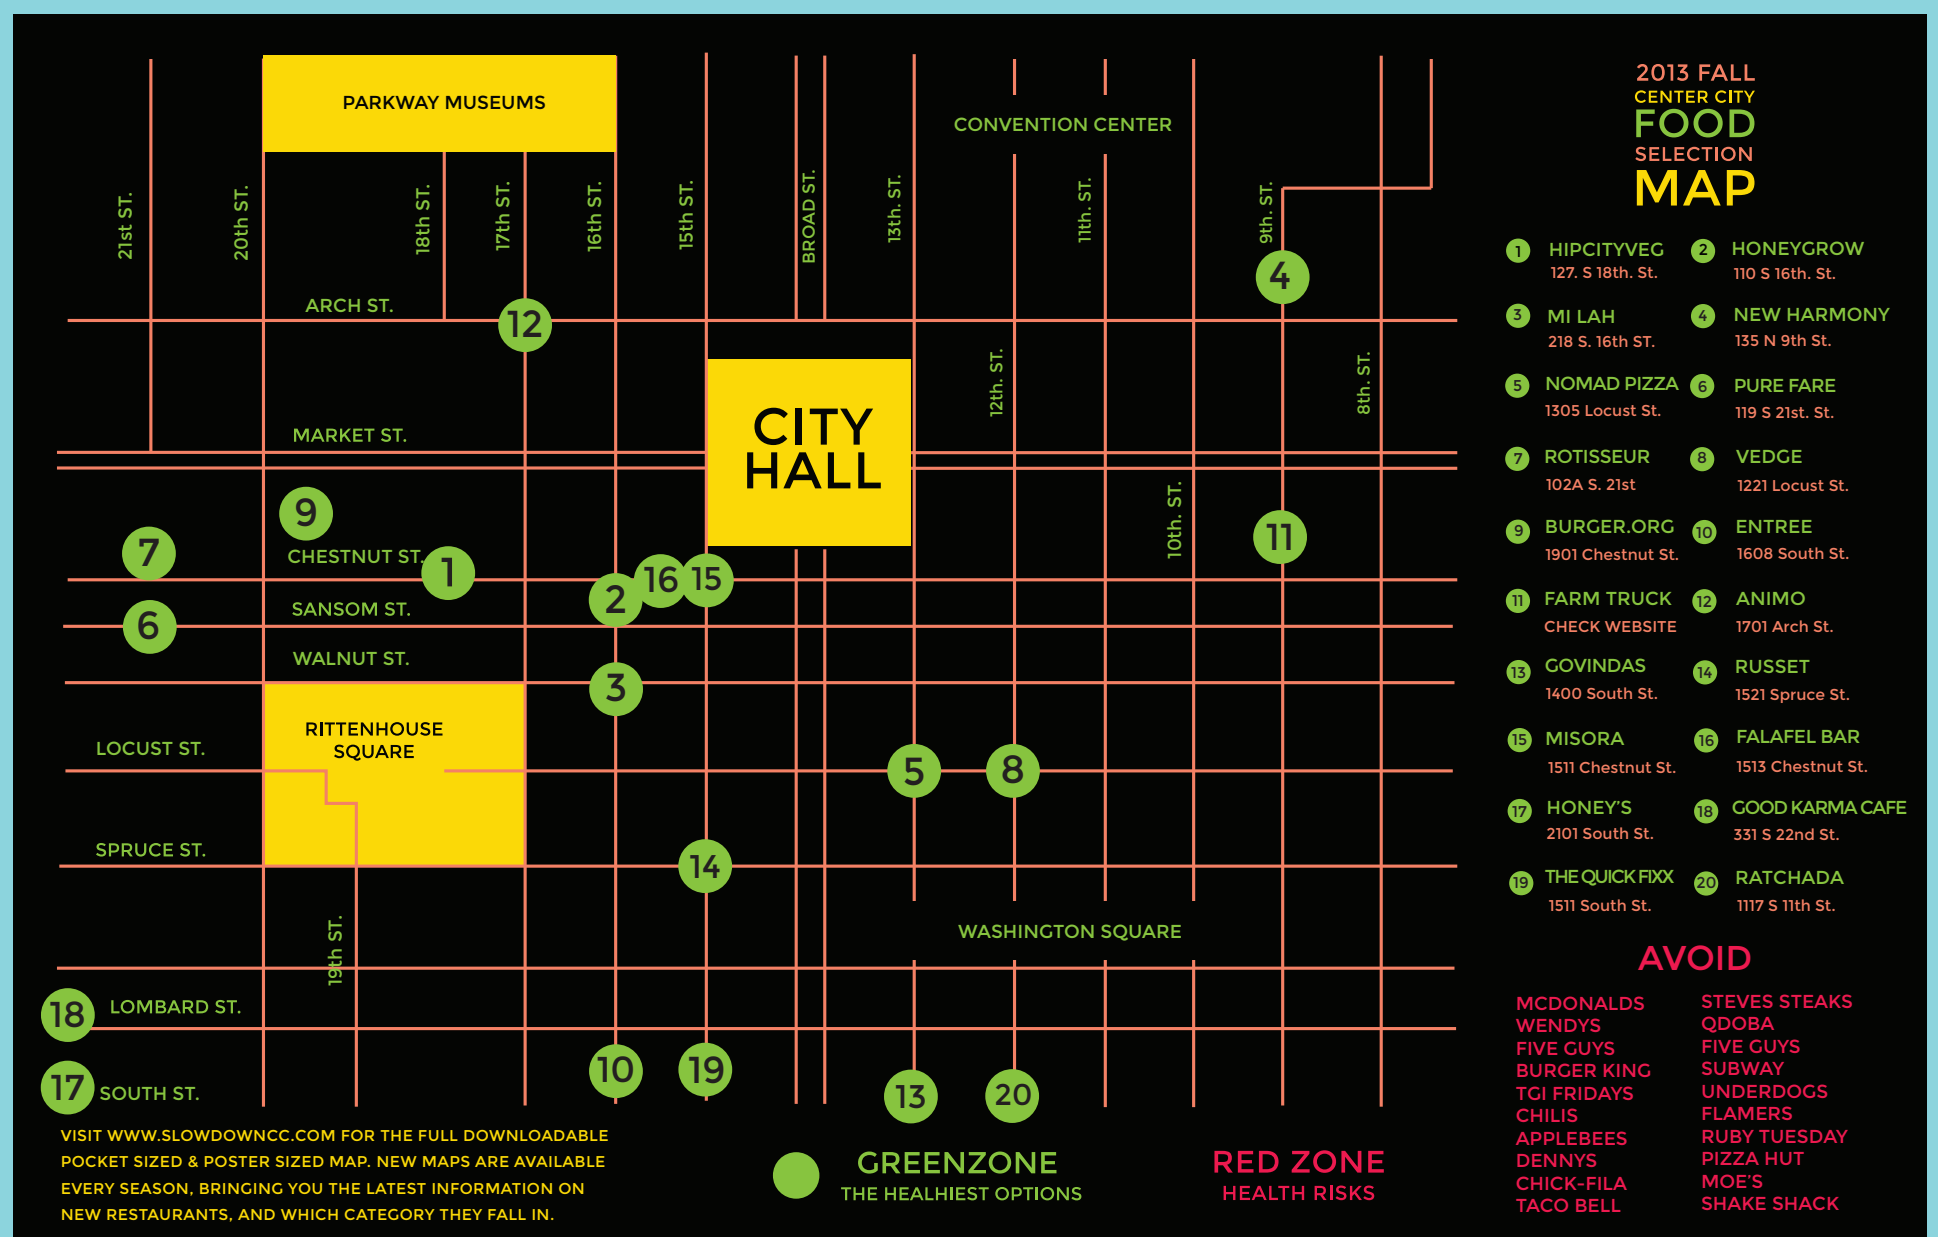 PARKWAY MUSEUMS
CONVENTION CENTER
21st ST.
20th ST.
18th ST.
17th ST.
16th ST.
15th ST.
BROAD ST.
13th. ST.
11th. ST.
9th. ST.
4
ARCH ST.
12
12th. ST.
8th. ST.
CITY
HALL
MARKET ST.
10th. ST.
9
11
7
CHESTNUT ST.
1
16
15
2
SANSOM ST.
6
WALNUT ST.
3
RITTENHOUSE
SQUARE
LOCUST ST.
5
8
SPRUCE ST.
14
19th ST.
WASHINGTON SQUARE
18
LOMBARD ST.
17
SOUTH ST.
10
19
13
20
VISIT WWW.SLOWDOWNCC.COM FOR THE FULL DOWNLOADABLE
POCKET SIZED & POSTER SIZED MAP. NEW MAPS ARE AVAILABLE
EVERY SEASON, BRINGING YOU THE LATEST INFORMATION ON
NEW RESTAURANTS, AND WHICH CATEGORY THEY FALL IN.
GREENZONE
THE HEALHIEST OPTIONS
RED ZONE
HEALTH RISKS
2013 FALL
CENTER CITY
FOOD
SELECTION
MAP
1 HIPCITYVEG
127. S 18th. St.
2 HONEYGROW
110 S 16th. St.
3 MI LAH
218 S. 16th ST.
4 NEW HARMONY
135 N 9th St.
5 NOMAD PIZZA
1305 Locust St.
6 PURE FARE
119 S 21st. St.
7 ROTISSEUR
102A S. 21st
8 VEDGE
1221 Locust St.
9 BURGER.ORG
1901 Chestnut St.
10 ENTREE
1608 South St.
11 FARM TRUCK
CHECK WEBSITE
12 ANIMO
1701 Arch St.
13 GOVINDAS
1400 South St.
14 RUSSET
1521 Spruce St.
15 MISORA
1511 Chestnut St.
16 FALAFEL BAR
1513 Chestnut St.
17 HONEY'S
2101 South St.
18 GOOD KARMA CAFE
331 S 22nd St.
19 THE QUICK FIXX
1511 South St.
20 RATCHADA
1117 S 11th St.
AVOID
MCDONALDS
WENDYS
FIVE GUYS
BURGER KING
TGI FRIDAYS
CHILIS
APPLEBEES
DENNYS
CHICK-FILA
TACO BELL
STEVES STEAKS
QDOBA
FIVE GUYS
SUBWAY
UNDERDOGS
FLAMERS
RUBY TUESDAY
PIZZA HUT
MOE'S
SHAKE SHACK